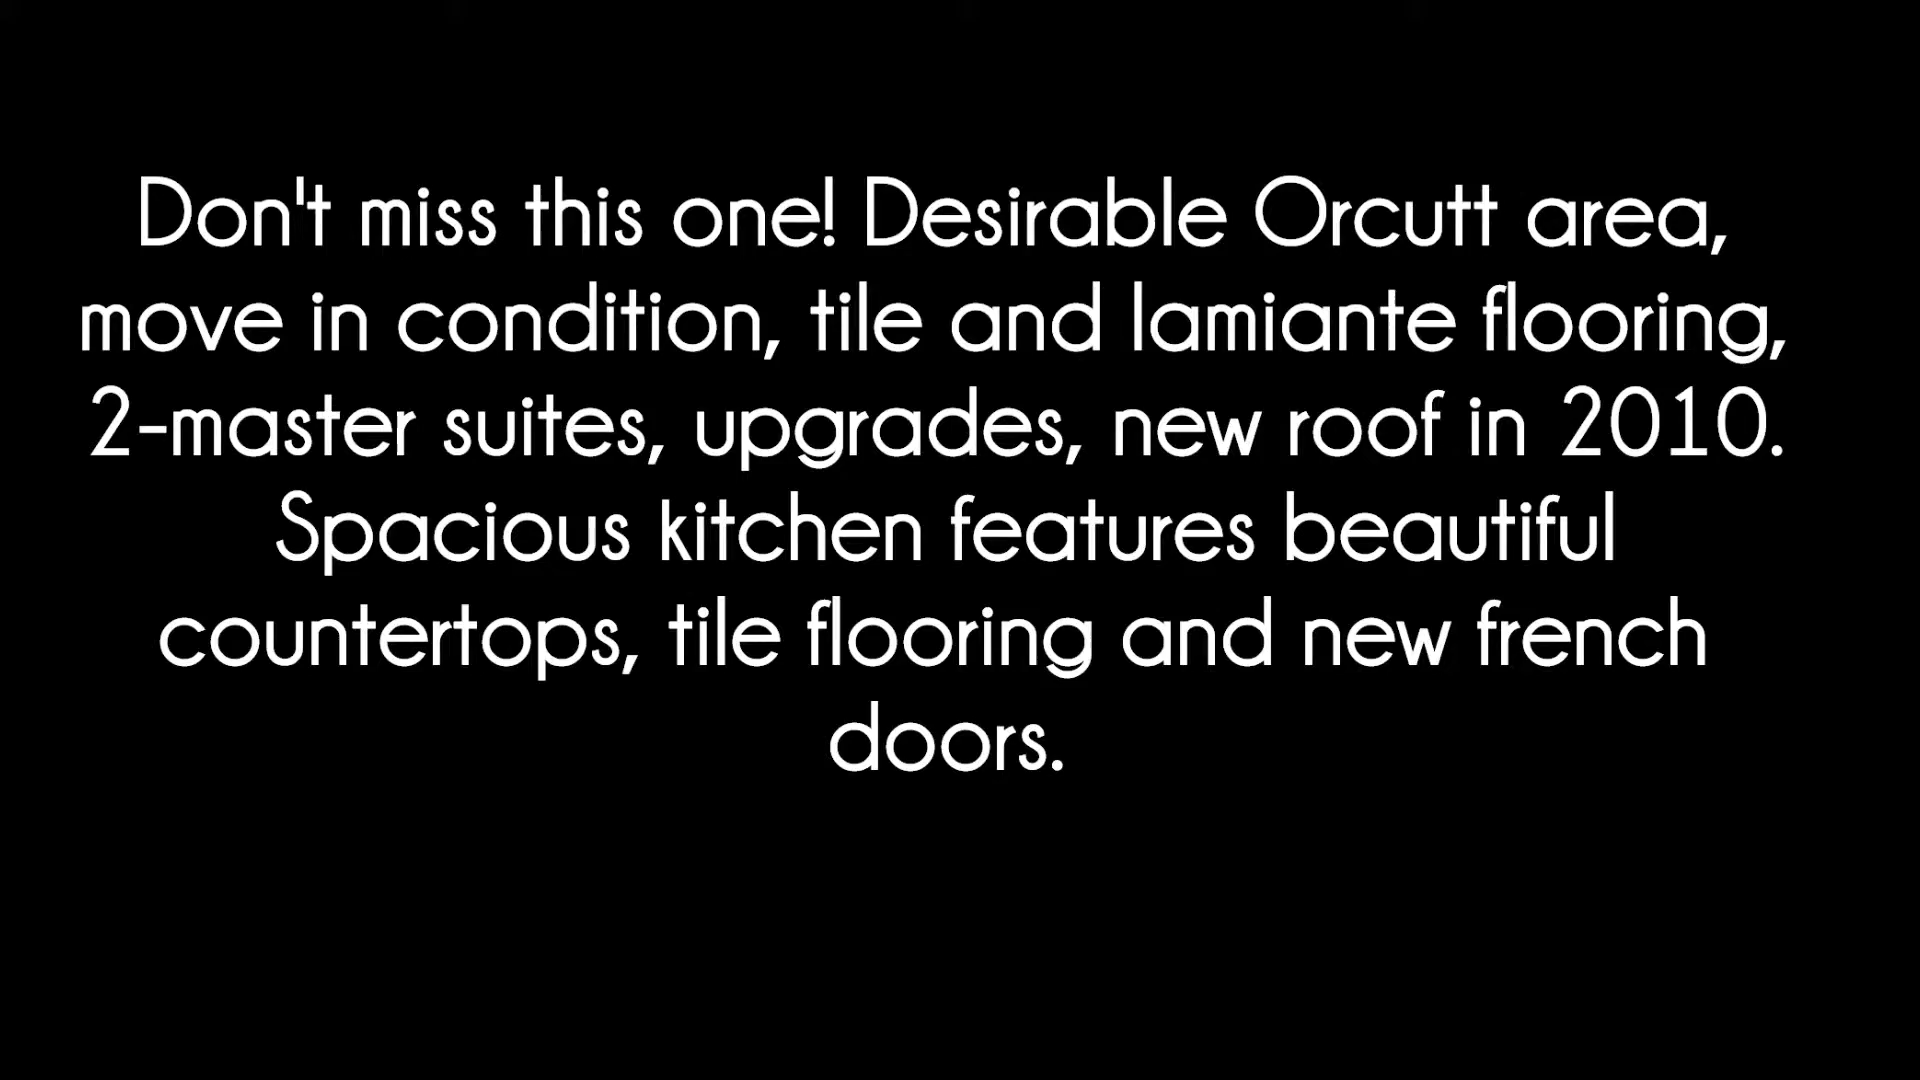 Don't miss this one! Desirable Orcutt area,
move in condition, tile and lamiante flooring,
2-master suites, upgrades, new roof in 2010.
Spacious kitchen features beautiful
countertops, tile flooring and new french
doors.